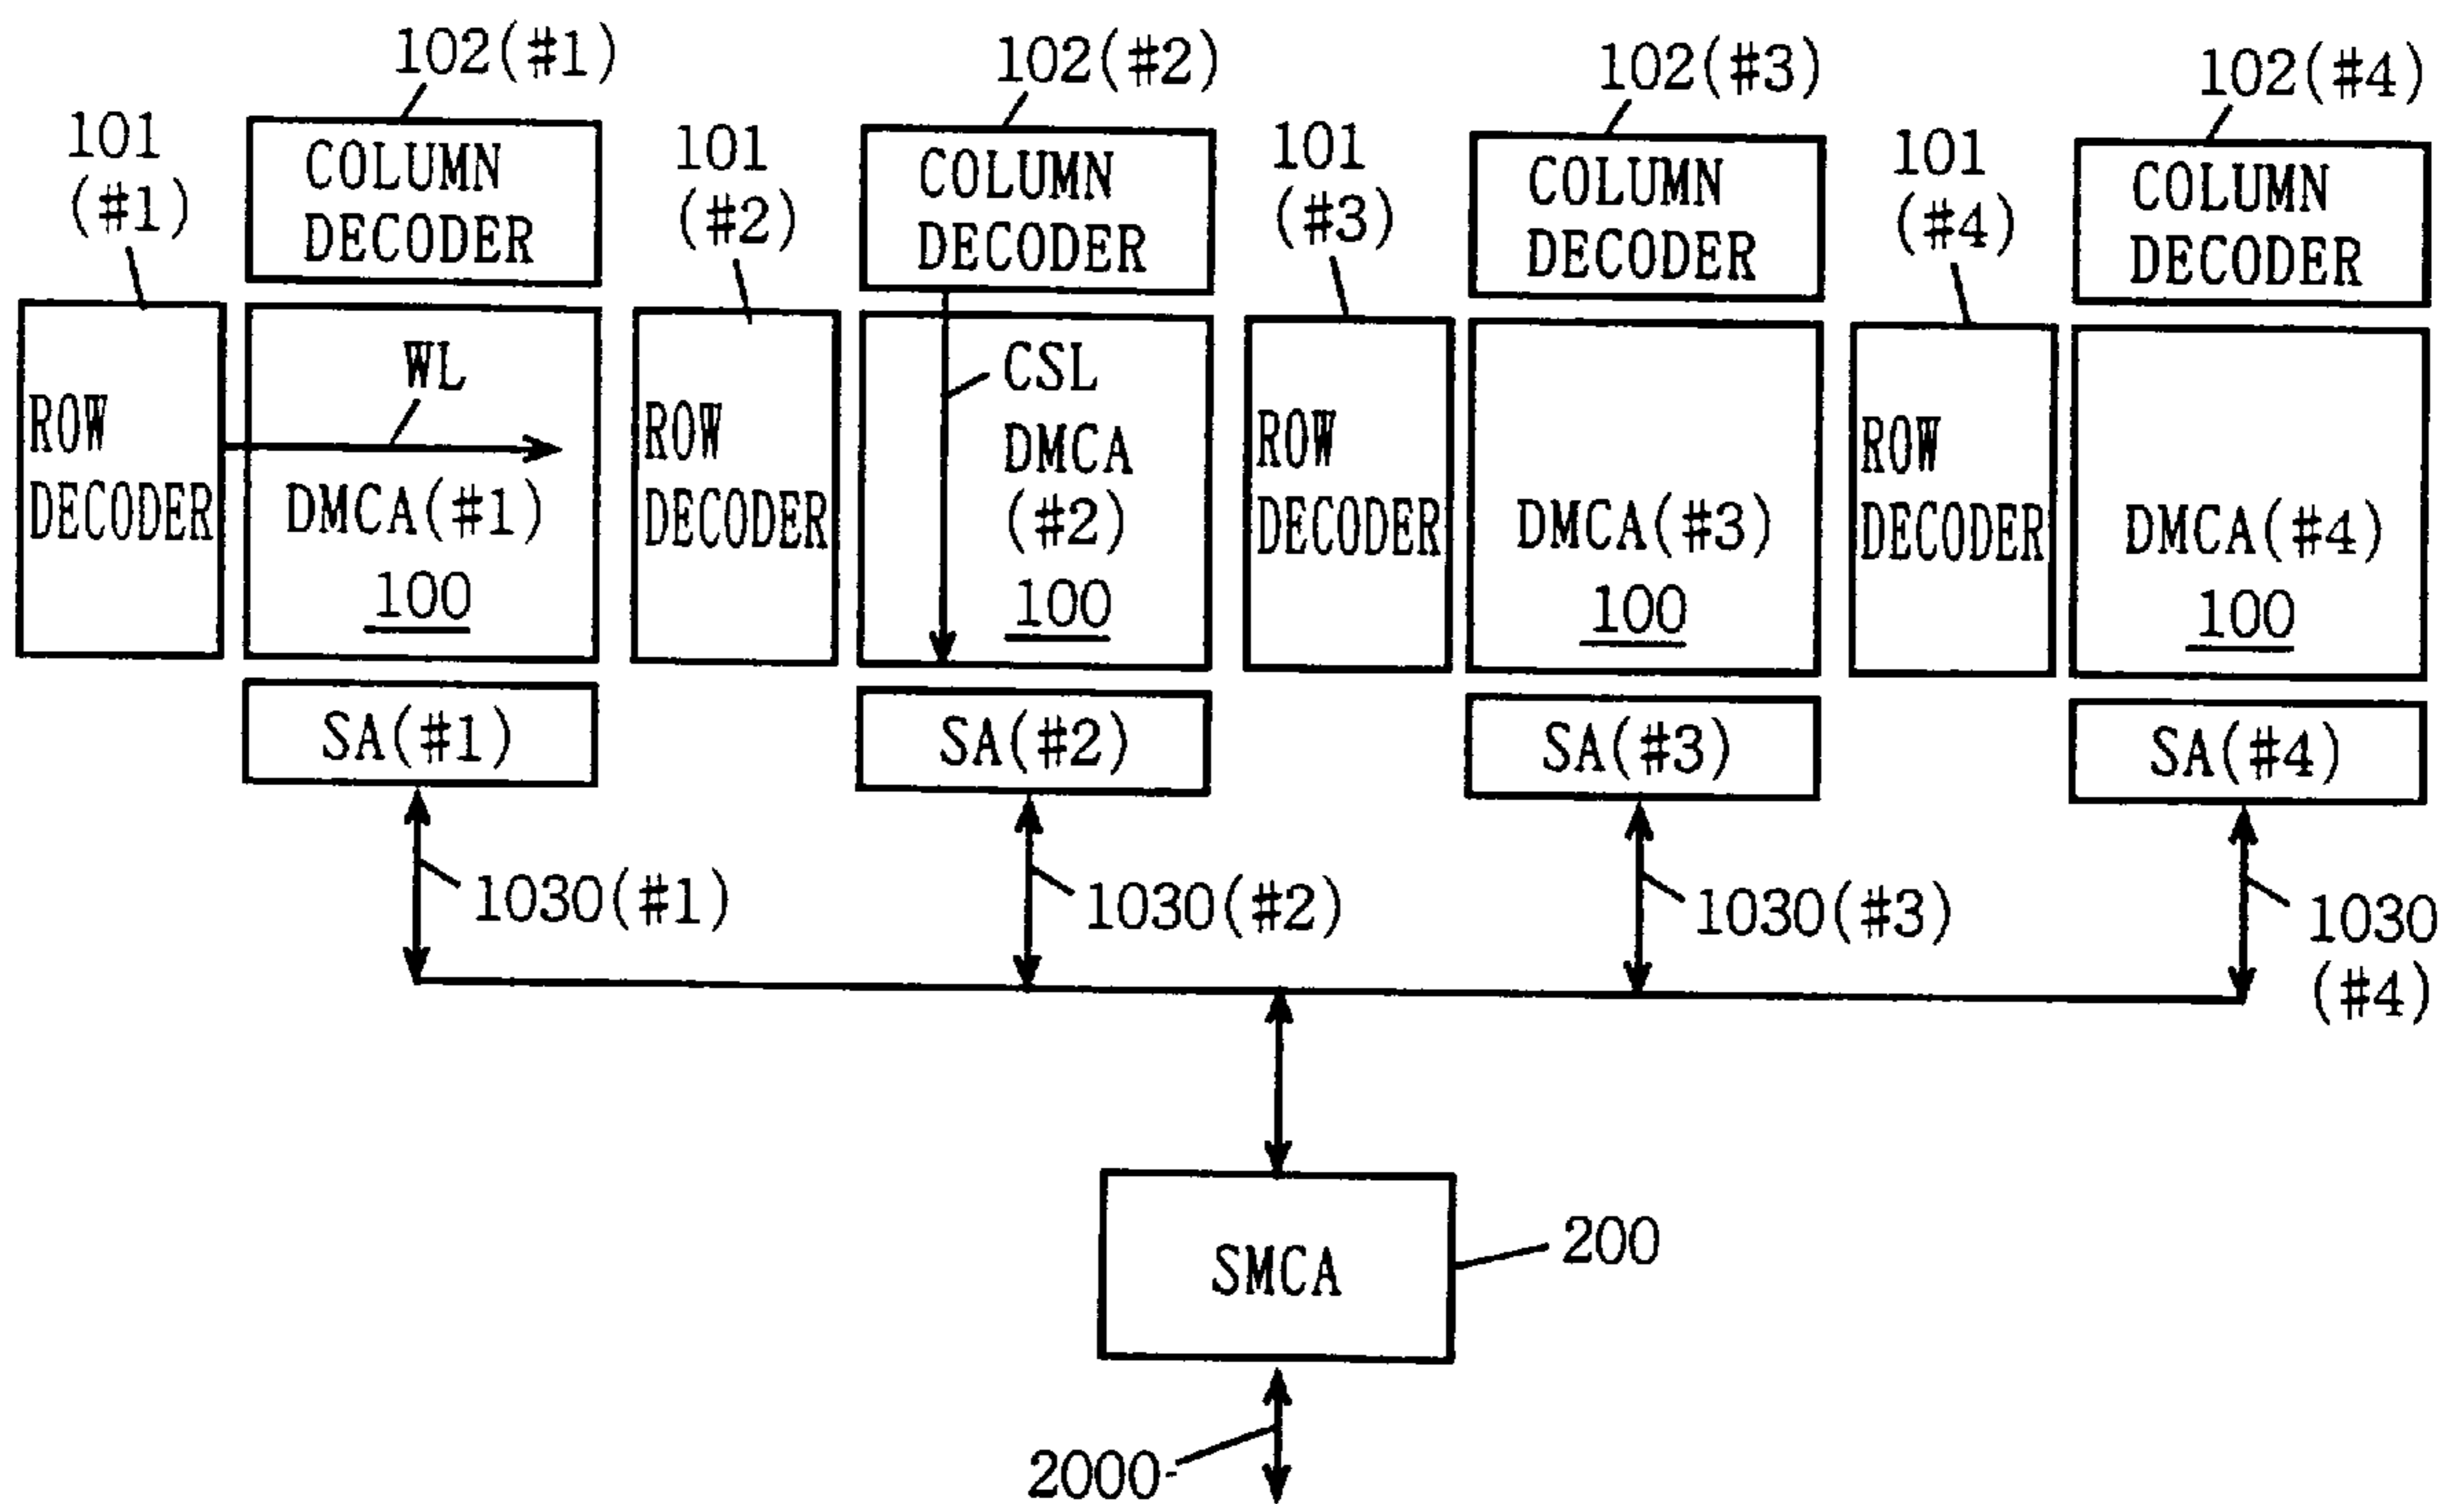 102(#1)
102(#2)
102(#3)
102(#4)
101
(#1)
COLUMN
DECODER
101
(#2)
COLUMN
DECODER
101
(#3)
COLUMN
DECODER
101
(#4)
COLUMN
DECODER
ROW
DECODER
WL
DMCA(#1)
100
ROW
DECODER
CSL
DMCA
(#2)
100
ROW
DECODER
DMCA(#3)
100
ROW
DECODER
DMCA(#4)
100
SA(#1)
SA(#2)
SA(#3)
SA(#4)
1030(#1)
1030(#2)
1030(#3)
1030
(#4)
SMCA
200
2000